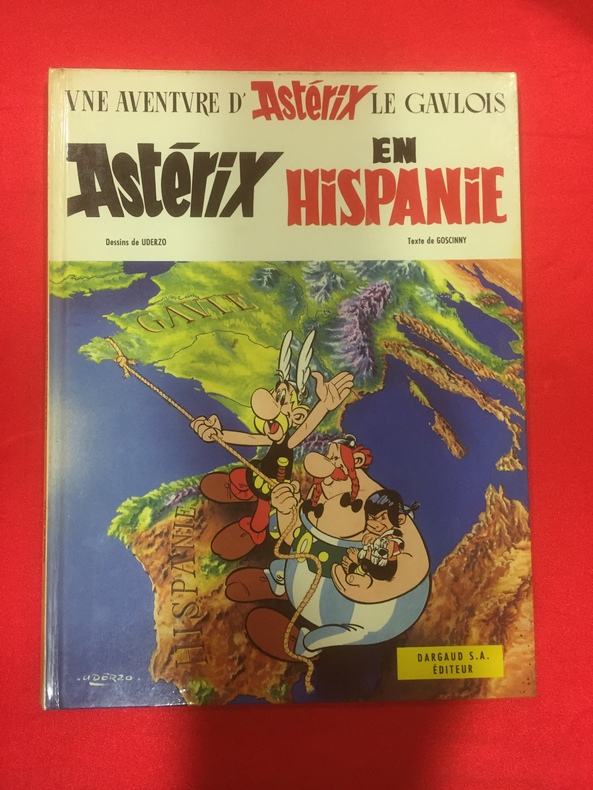 VNE AVENTVRE D'Astérix LE GAVLOIS
Astérix EN HISPANIE
Dessins de UDERZO
Texte de GOSCINNY
GAVLE
HISPANIE
DARGAUD S.A.
ÉDITEUR
UDERZO